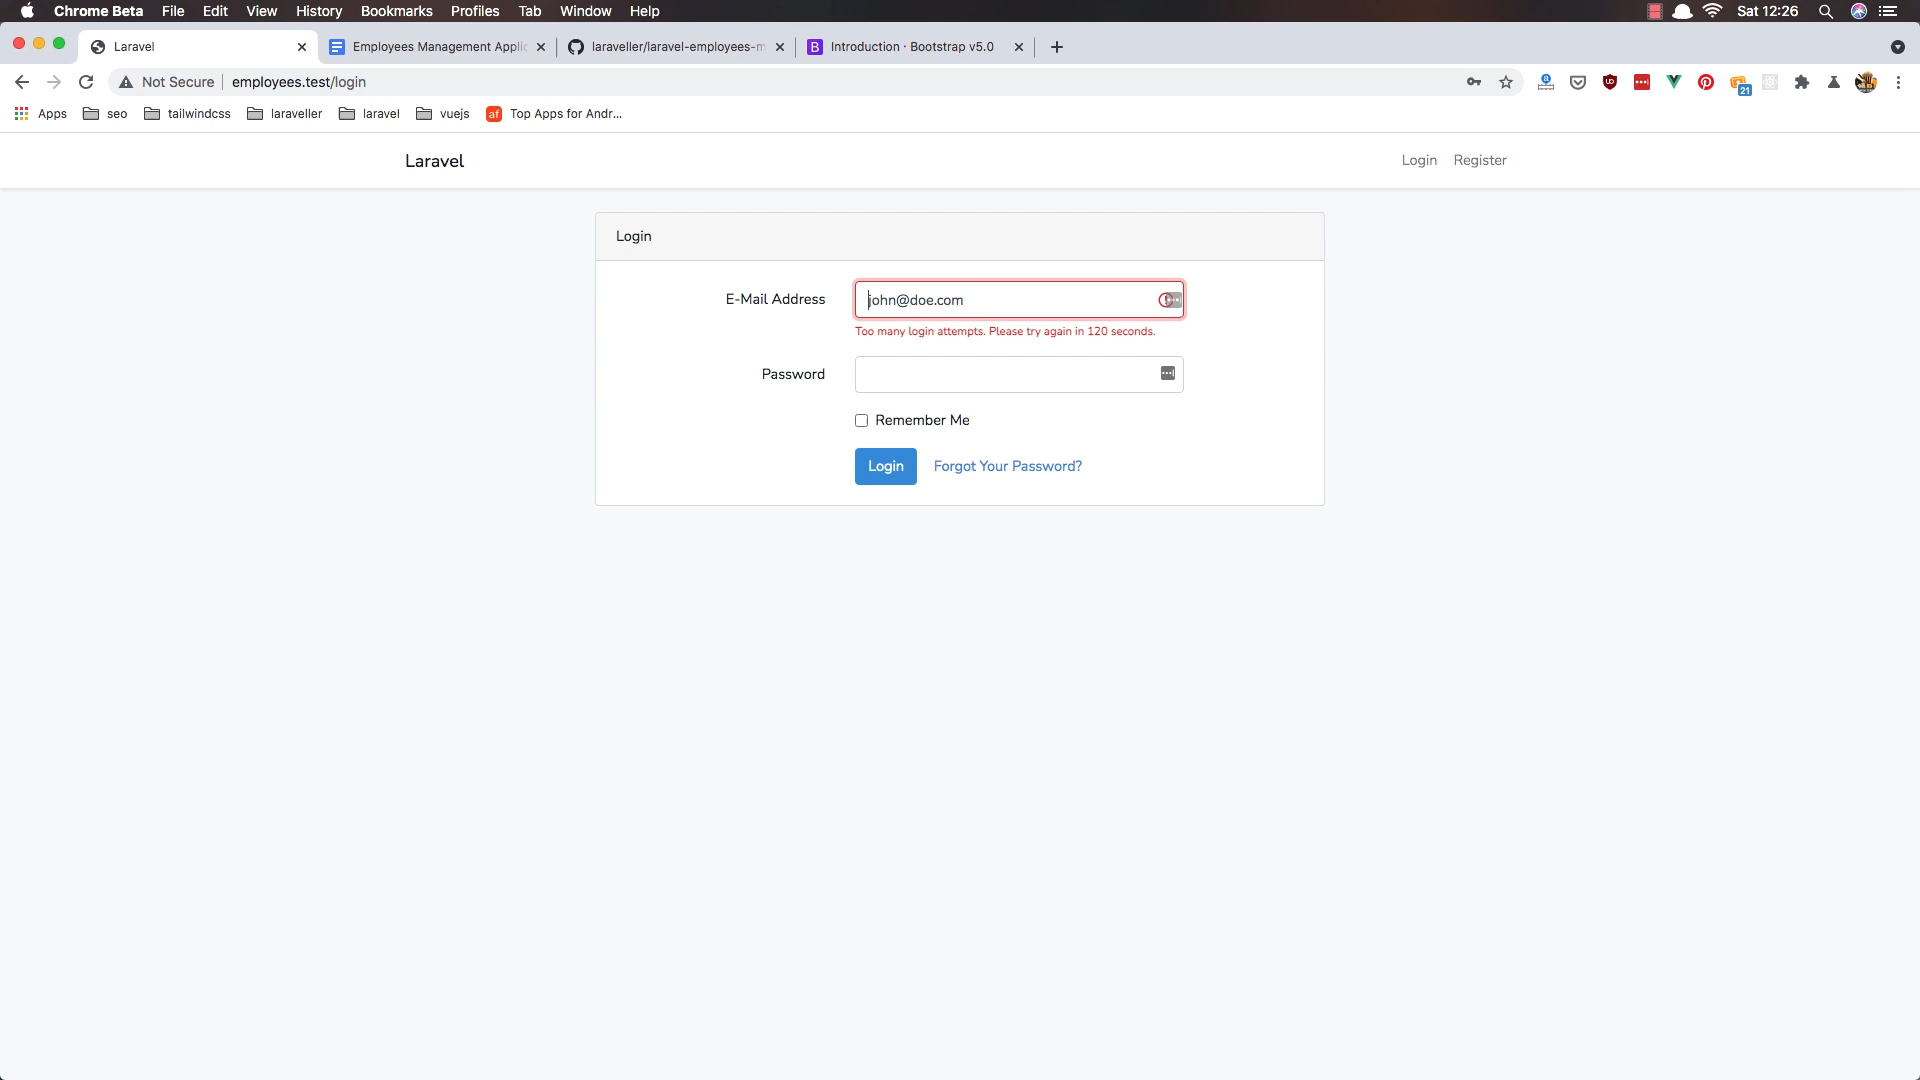 Chrome Beta File Edit View History Bookmarks Profiles Tab Window Help Sat 12:26
Laravel Employees Management Applic laraveller/laravel-employees-m Introduction · Bootstrap v5.0
Not Secure employees.test/login 21
Apps seo tailwindcss laraveller laravel vuejs af Top Apps for Andr...
Laravel Login Register
Login
E-Mail Address john@doe.com
Too many login attempts. Please try again in 120 seconds.
Password
Remember Me
Login Forgot Your Password?